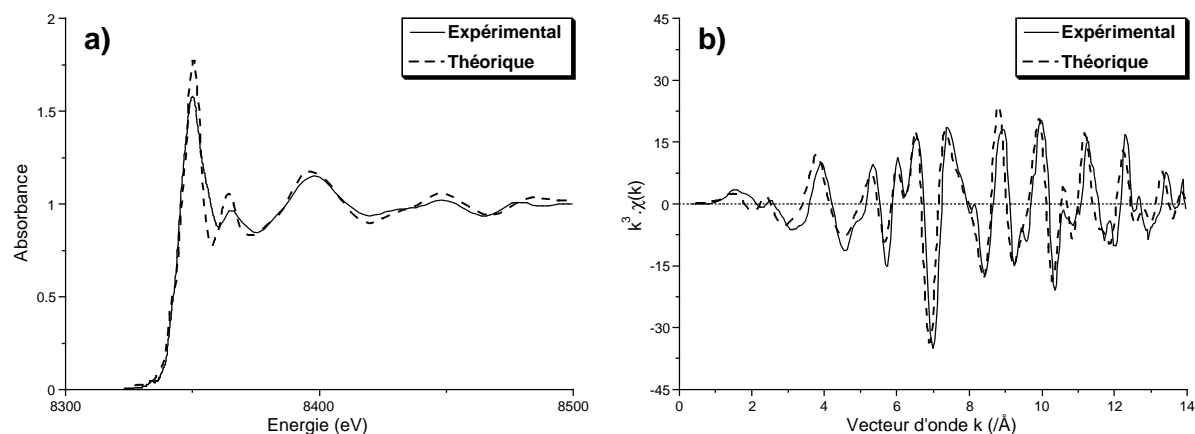 a)
Expérimental
Théorique
2
1.5
1
0.5
0
Absorbance
8300
8400
8500
Energie (eV)
b)
Expérimental
Théorique
45
30
15
0
-15
-30
-45
k³.χ(k)
0
2
4
6
8
10
12
14
Vecteur d'onde k (/Å)